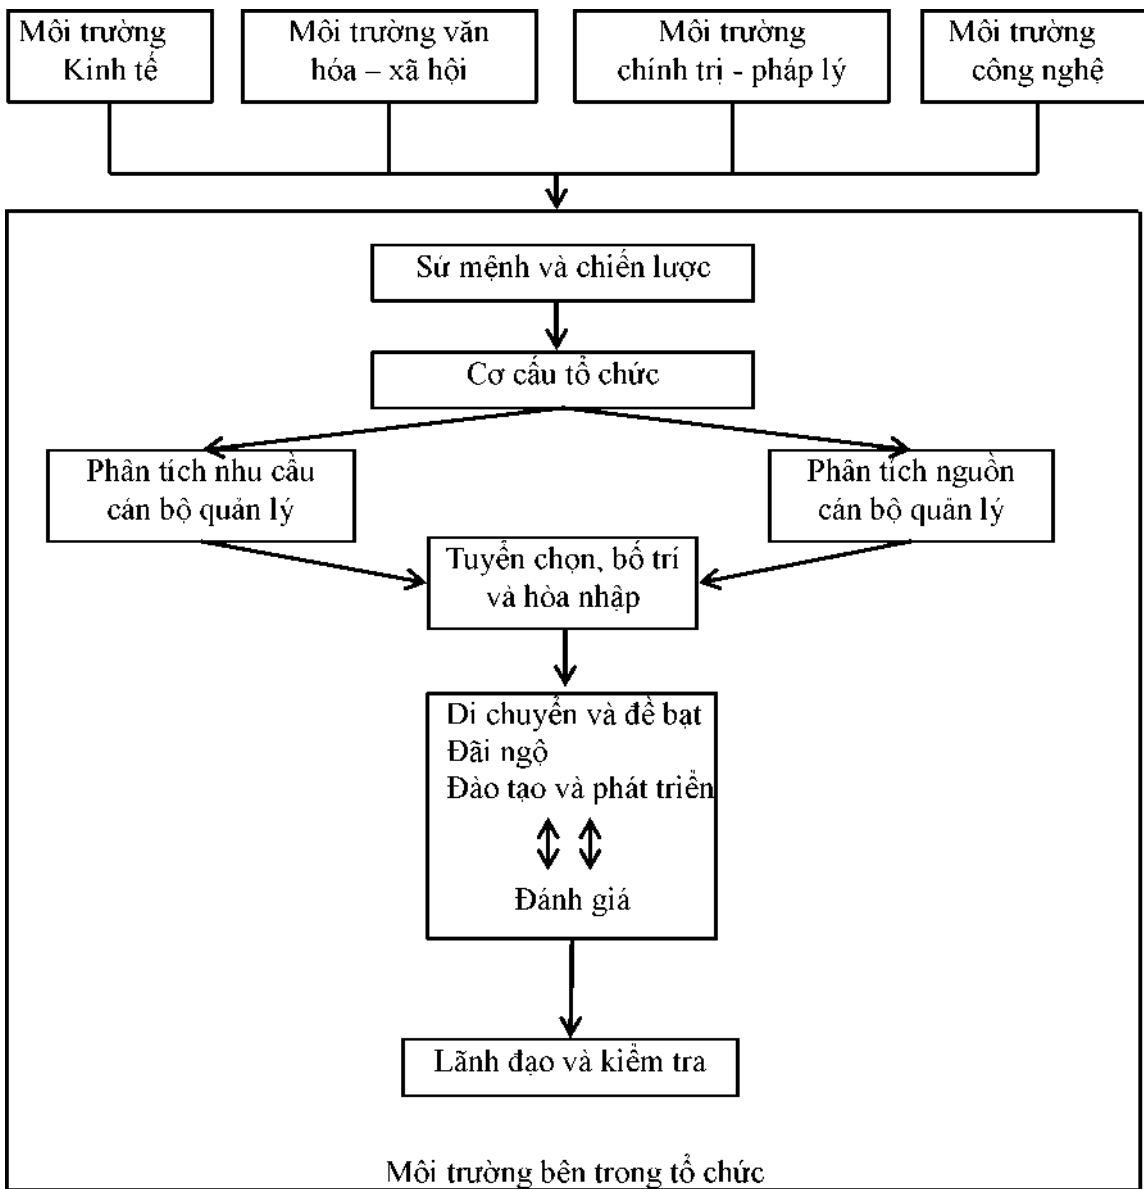 Môi trường
Kinh tế
Môi trường văn
hóa – xã hội
Môi trường
chính trị - pháp lý
Môi trường
công nghệ
Sứ mệnh và chiến lược
Cơ cấu tổ chức
Phân tích nhu cầu
cán bộ quản lý
Phân tích nguồn
cán bộ quản lý
Tuyển chọn, bố trí
và hòa nhập
Di chuyển và đề bạt
Đãi ngộ
Đào tạo và phát triển
Đánh giá
Lãnh đạo và kiểm tra
Môi trường bên trong tổ chức